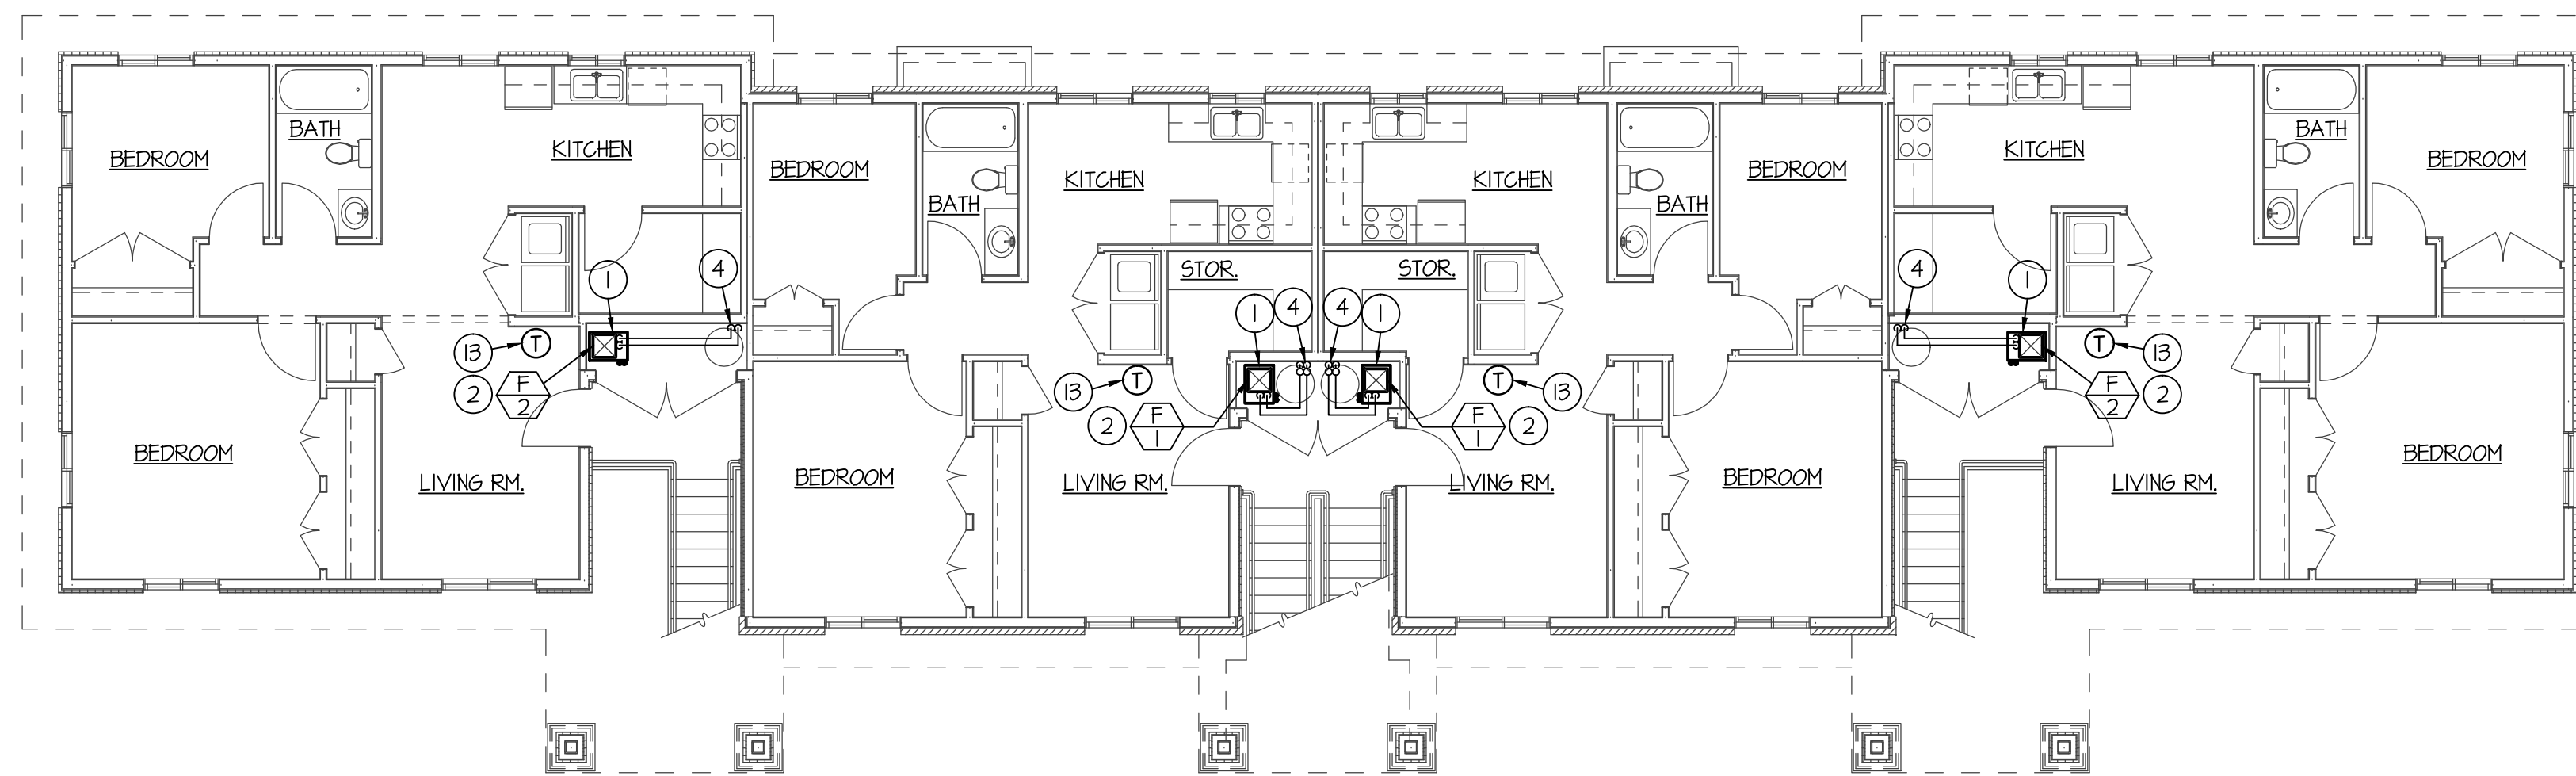 BATH
BEDROOM
KITCHEN
1
4
13
T
2
F
2
BEDROOM
LIVING RM.
BEDROOM
BATH
KITCHEN
STOR.
1
4
13
T
2
F
1
BEDROOM
LIVING RM.
KITCHEN
BATH
BEDROOM
STOR.
4
1
T
13
F
1
2
LIVING RM.
BEDROOM
KITCHEN
BATH
BEDROOM
4
1
T
13
F
2
2
LIVING RM.
BEDROOM